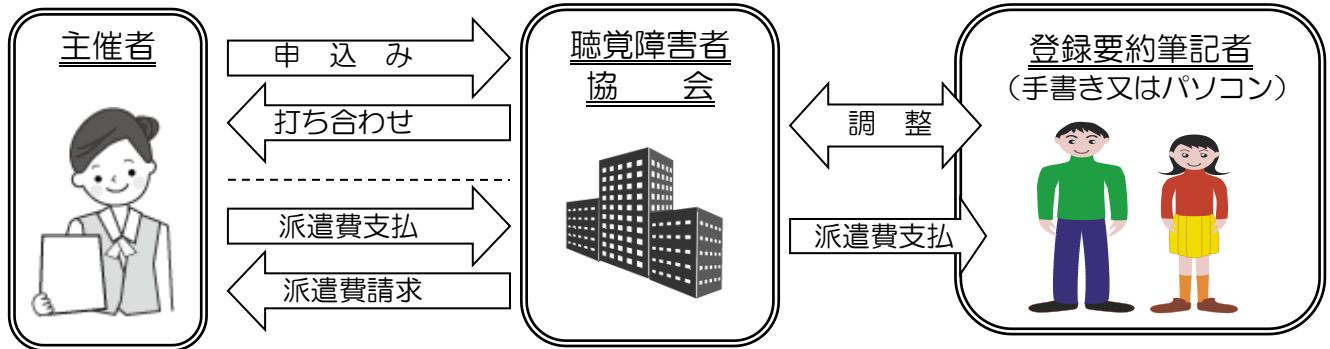 主催者
申　込　み
打ち合わせ
派遣費支払
派遣費請求
聴覚障害者
協　　会
調　整
派遣費支払
登録要約筆記者
（手書き又はパソコン）